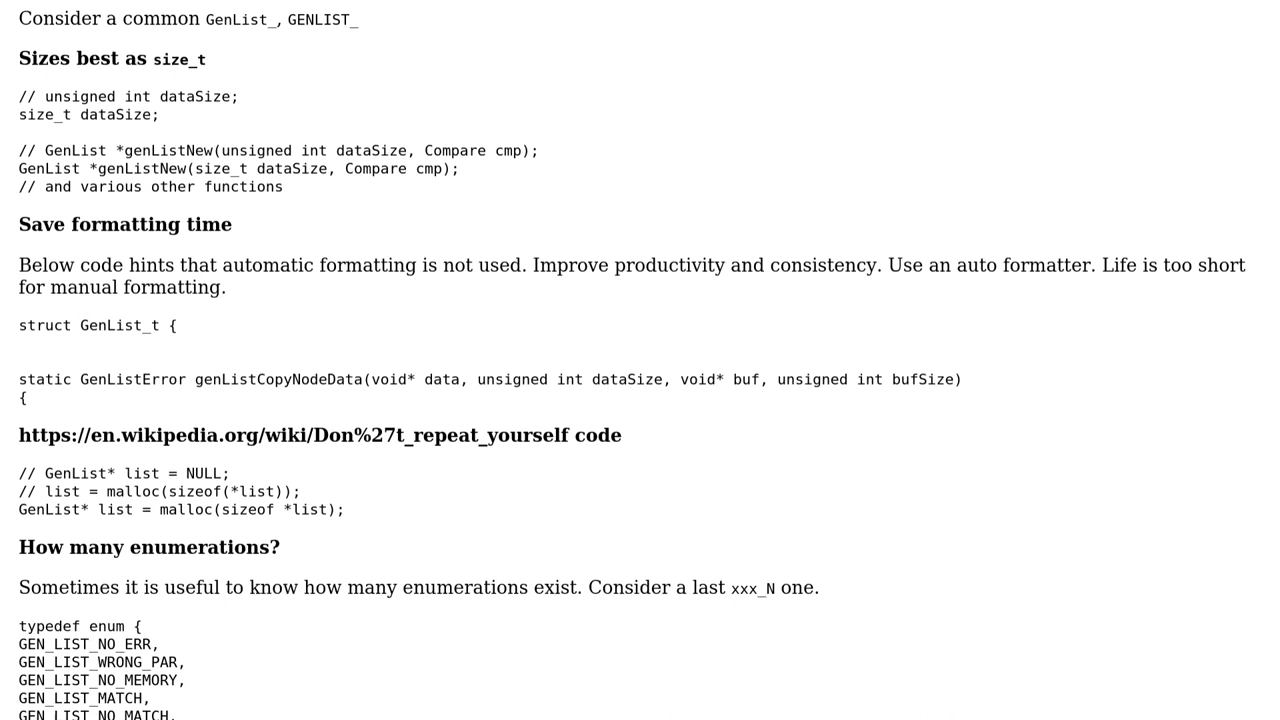 Consider a common GenList_, GENLIST_
Sizes best as size_t
// unsigned int dataSize;
size_t dataSize;
// GenList *genListNew(unsigned int dataSize, Compare cmp);
GenList *genListNew(size_t dataSize, Compare cmp);
// and various other functions
Save formatting time
Below code hints that automatic formatting is not used. Improve productivity and consistency. Use an auto formatter. Life is too short
for manual formatting.
struct GenList_t {
static GenListError genListCopyNodeData(void* data, unsigned int dataSize, void* buf, unsigned int bufSize)
{
https://en.wikipedia.org/wiki/Don%27t_repeat_yourself code
// GenList* list = NULL;
// list = malloc(sizeof(*list));
GenList* list = malloc(sizeof *list);
How many enumerations?
Sometimes it is useful to know how many enumerations exist. Consider a last xxx_N one.
typedef enum {
GEN_LIST_NO_ERR,
GEN_LIST_WRONG_PAR,
GEN_LIST_NO_MEMORY,
GEN_LIST_MATCH,
GEN_LIST_NO_MATCH,